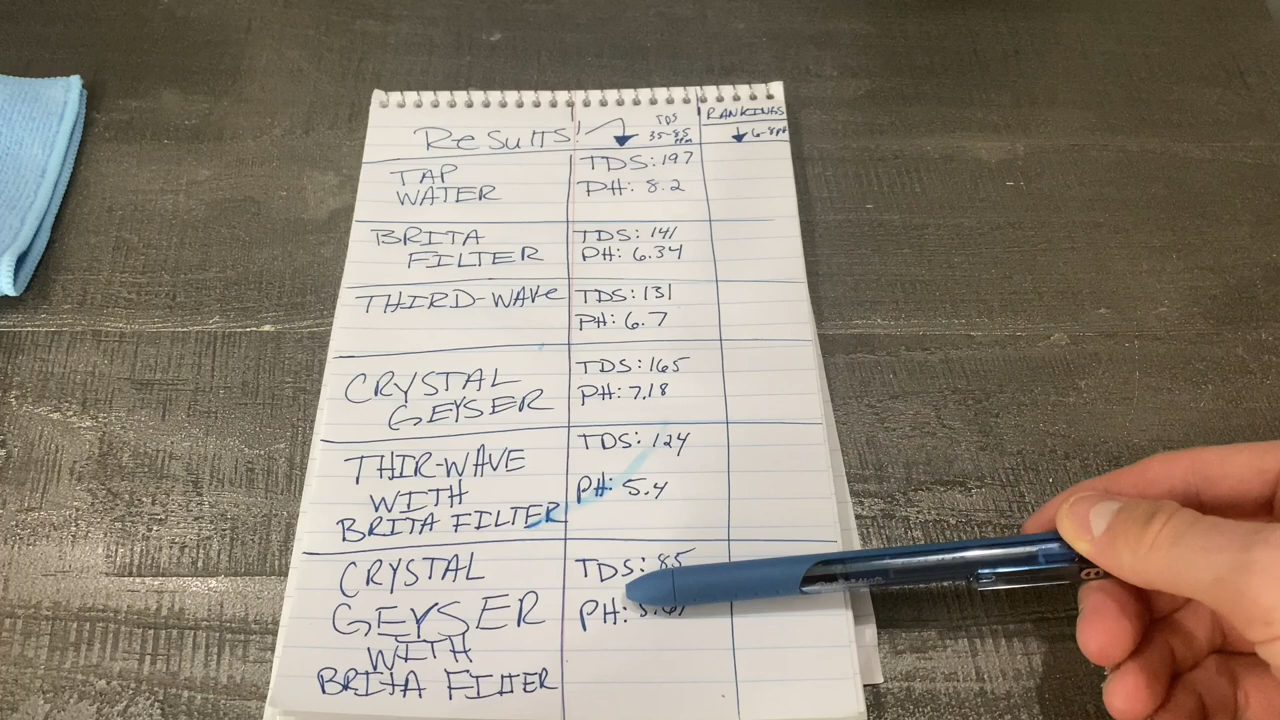 Results!
TDS
35-85
ppm
RANKINGS
TAP
WATER
TDS: 197
PH: 8.2
BRITA
FILTER
TDS: 141
PH: 6.34
THIRD-WAVE
TDS: 131
PH: 6.7
CRYSTAL
GEYSER
TDS: 165
PH: 7.18
THIR-WAVE
WITH
BRITA FILTER
TDS: 124
PH: 5.4
CRYSTAL
GEYSER
WITH
BRITA FILTER
TDS: 85
PH: